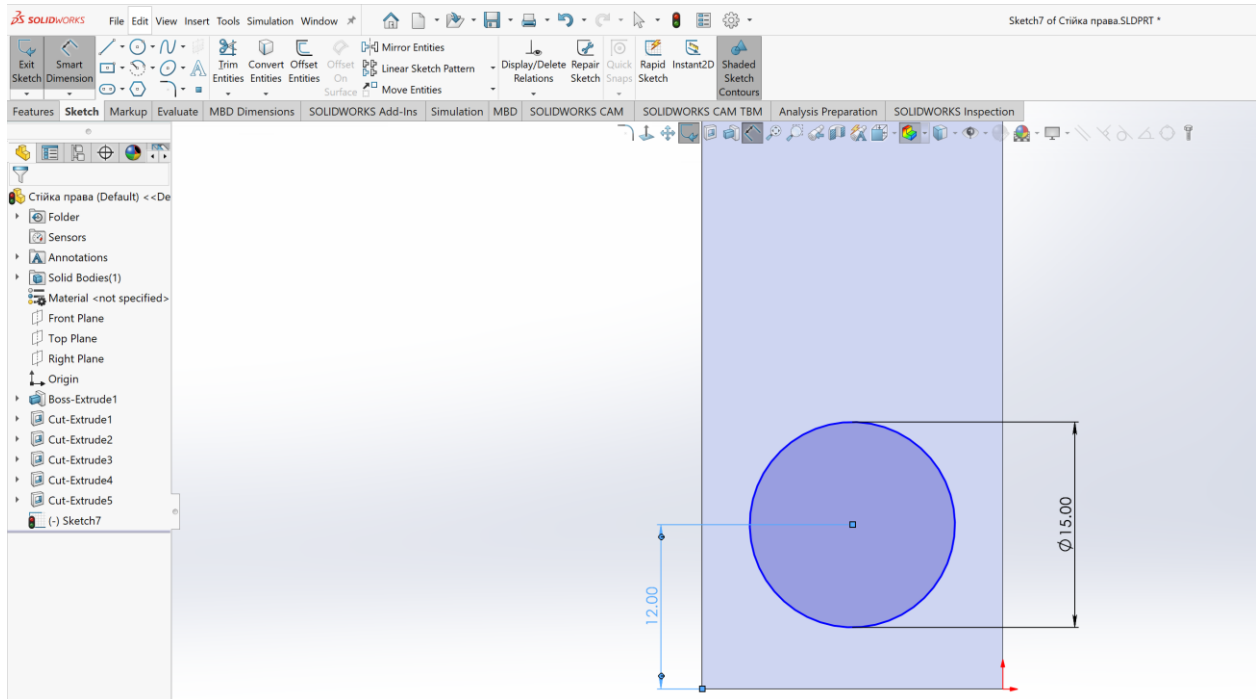 SOLIDWORKS File Edit View Insert Tools Simulation Window Sketch7 of Стійка права.SLDPRT *
Exit Sketch
Smart Dimension
Trim Entities
Convert Entities
Offset Entities
Offset On Surface
Mirror Entities
Linear Sketch Pattern
Move Entities
Display/Delete Relations
Repair Sketch
Quick Snaps
Rapid Sketch
Instant2D
Shaded Sketch Contours
Features Sketch Markup Evaluate MBD Dimensions SOLIDWORKS Add-Ins Simulation MBD SOLIDWORKS CAM SOLIDWORKS CAM TBM Analysis Preparation SOLIDWORKS Inspection
Стійка права (Default) <<De
Folder
Sensors
Annotations
Solid Bodies(1)
Material <not specified>
Front Plane
Top Plane
Right Plane
Origin
Boss-Extrude1
Cut-Extrude1
Cut-Extrude2
Cut-Extrude3
Cut-Extrude4
Cut-Extrude5
(-) Sketch7
12.00
Ø15.00